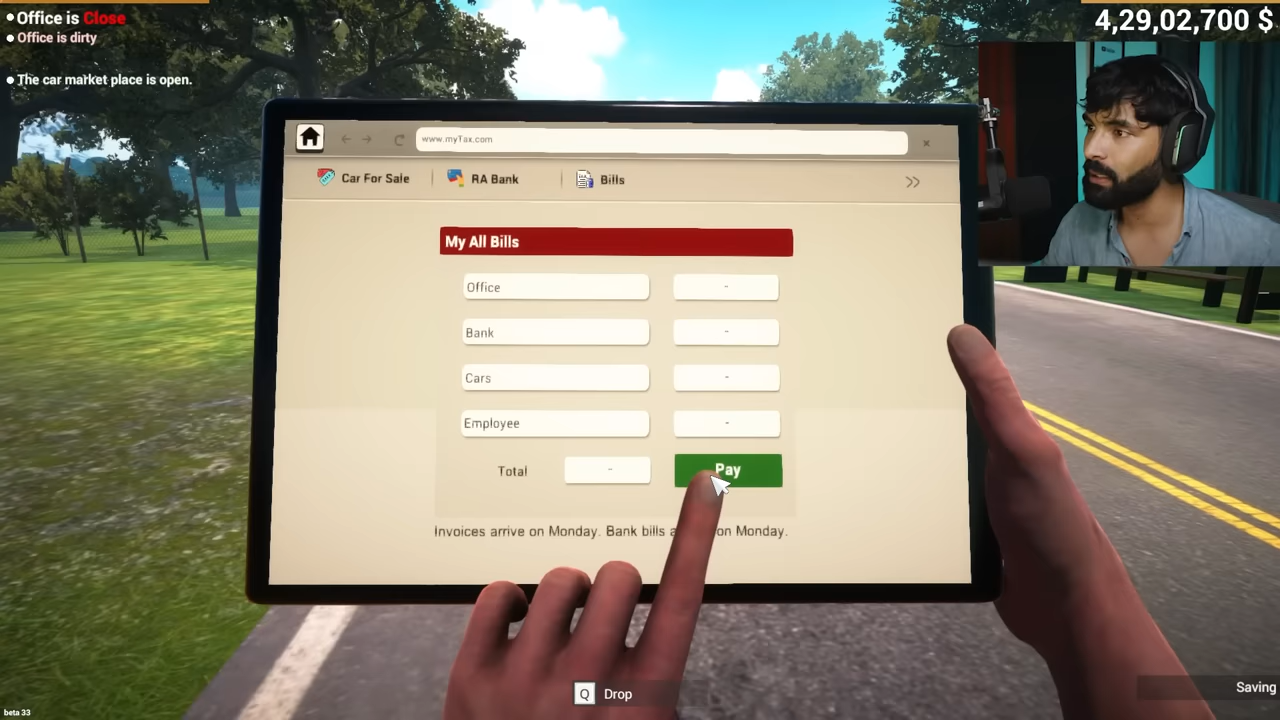 Office is Close
Office is dirty
The car market place is open.
4,29,02,700 $
www.myTax.com
Car For Sale
RA Bank
Bills
My All Bills
Office -
Bank -
Cars -
Employee -
Total - Pay
Invoices arrive on Monday. Bank bills a on Monday.
Q Drop
Saving
beta 33